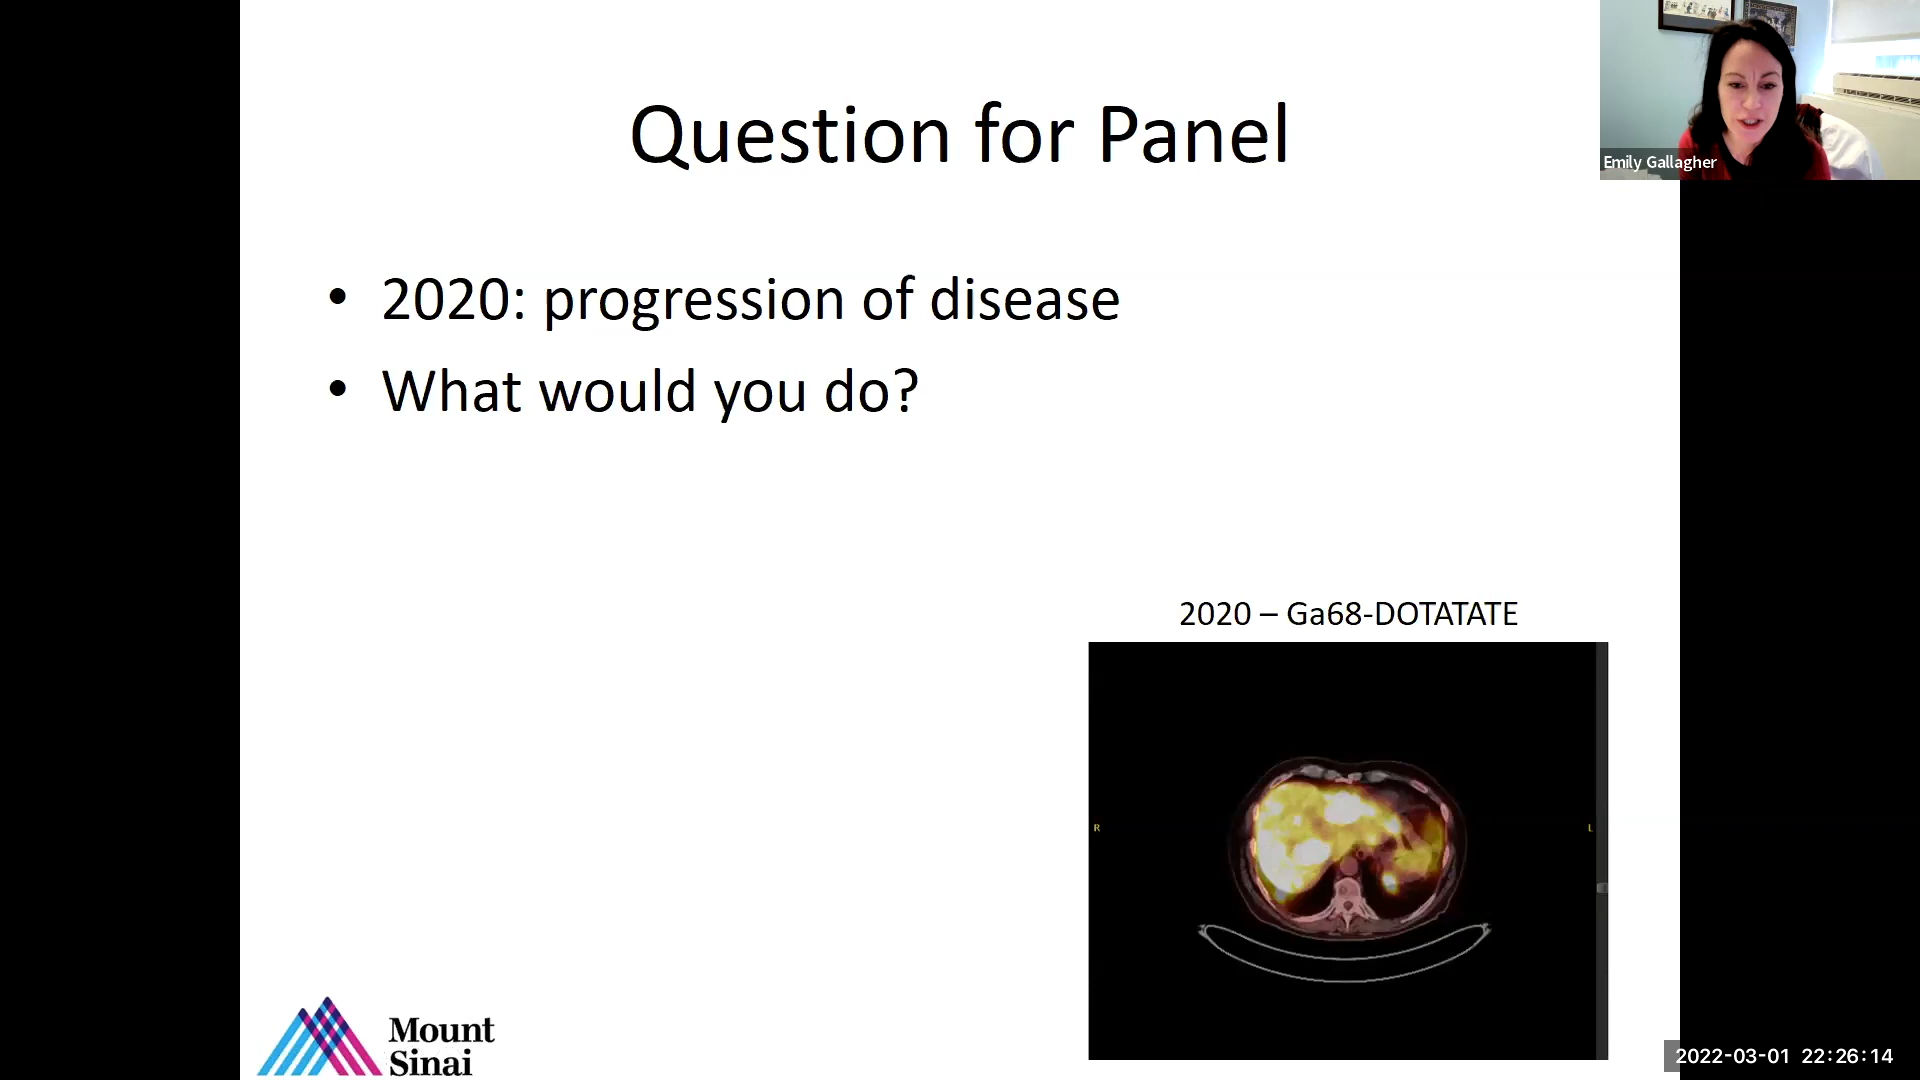 Question for Panel
Emily Gallagher
• 2020: progression of disease
• What would you do?
2020 – Ga68-DOTATATE
R
L
Mount
Sinai
2022-03-01 22:26:14